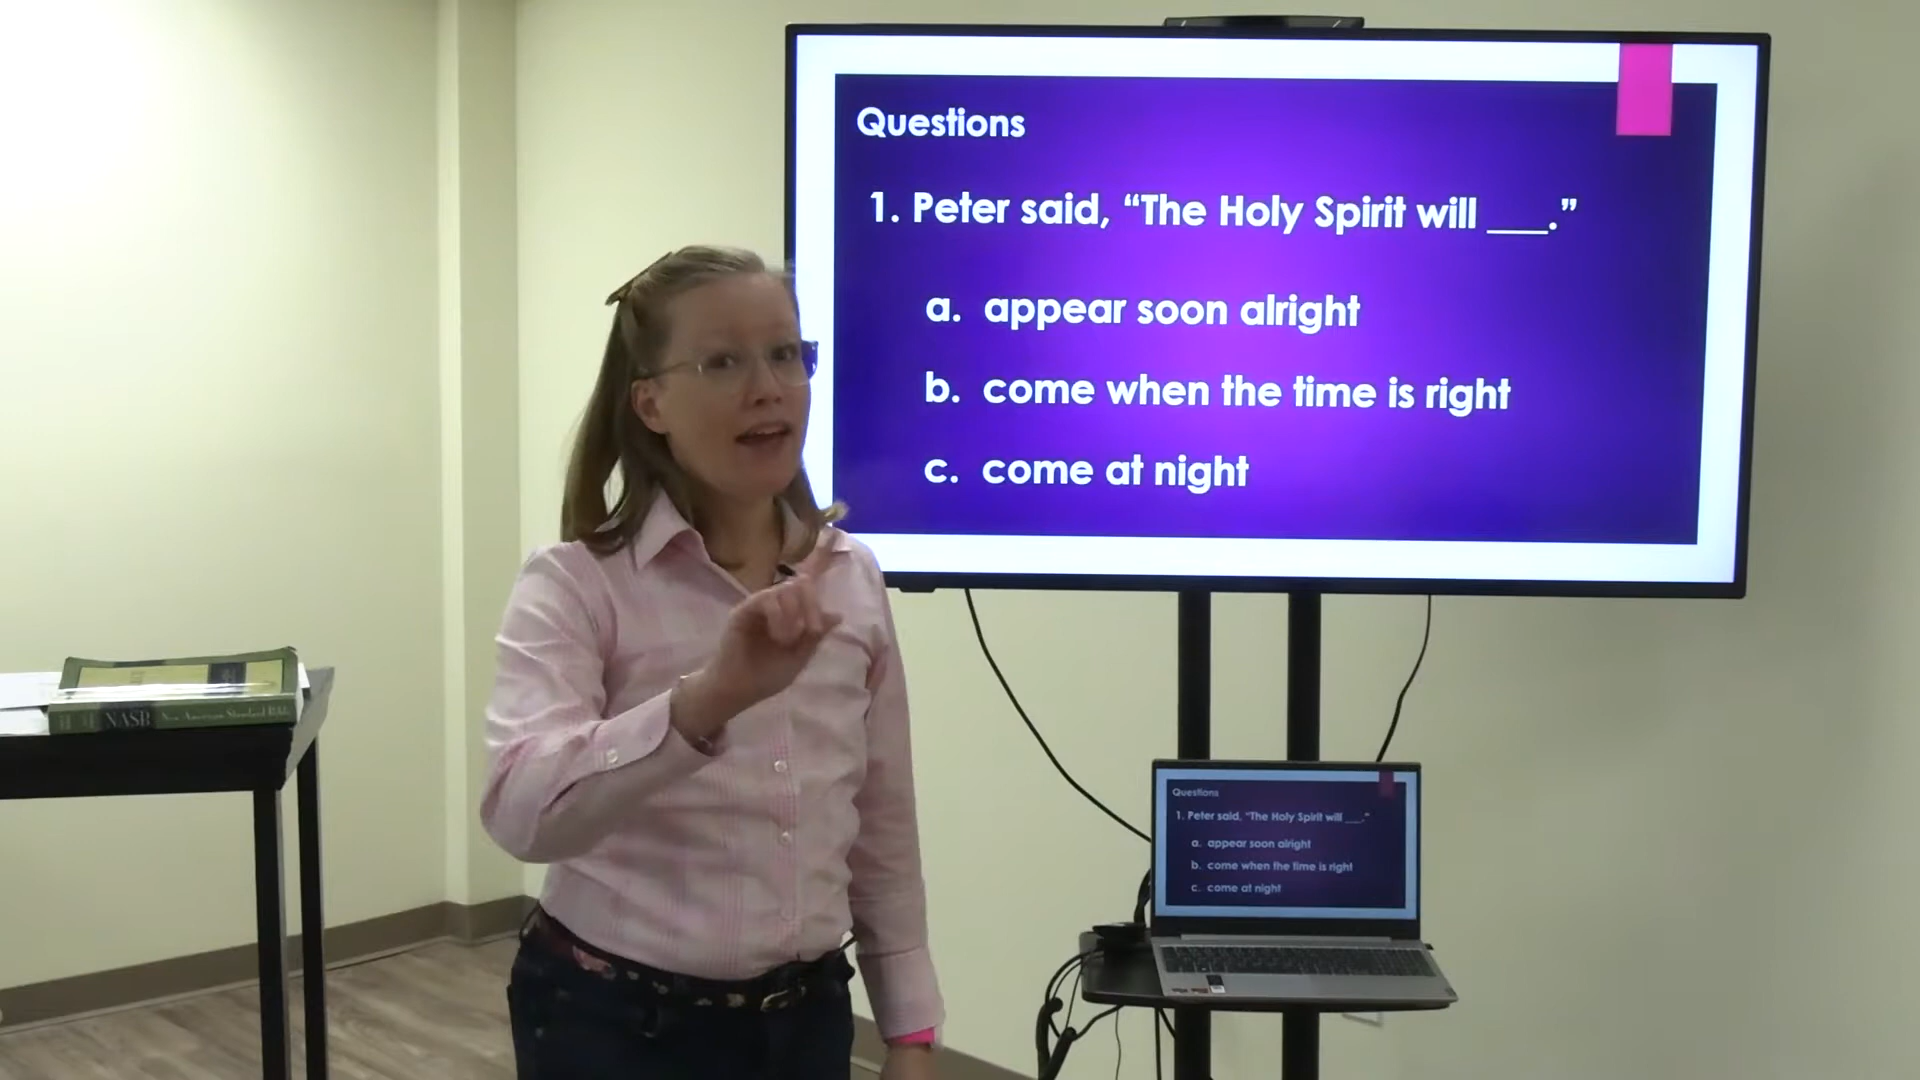 Questions
1. Peter said, “The Holy Spirit will ___.”
a. appear soon alright
b. come when the time is right
c. come at night
NASB New American Standard Bible
Questions
1. Peter said, “The Holy Spirit will ___.”
a. appear soon alright
b. come when the time is right
c. come at night